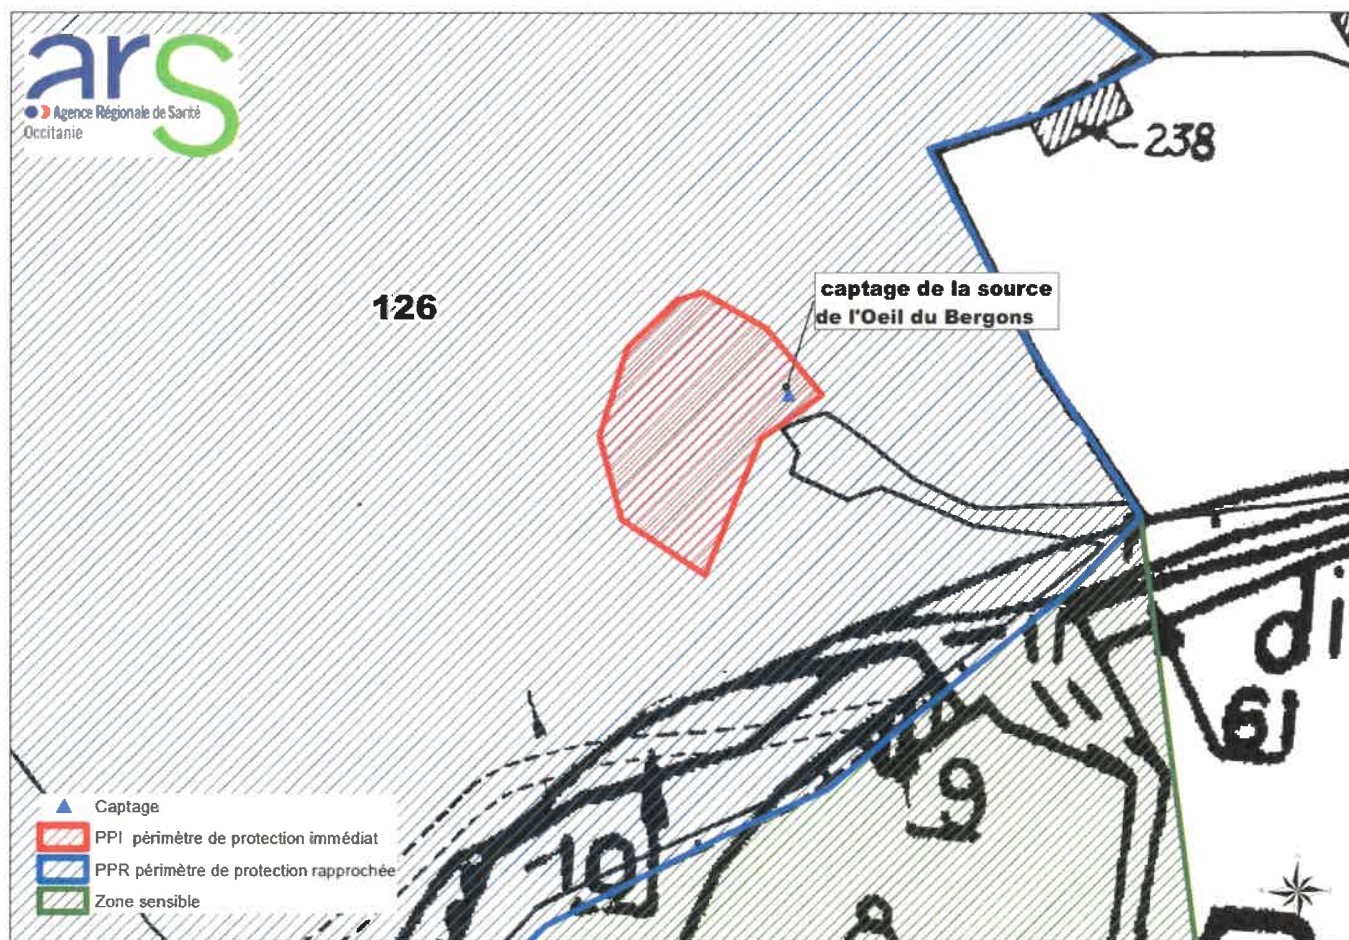 ars
Agence Régionale de Santé
Occitanie
238
126
captage de la source
de l'Oeil du Bergons
di
61
9
10
Captage
PPI périmètre de protection immédiat
PPR périmètre de protection rapprochée
Zone sensible